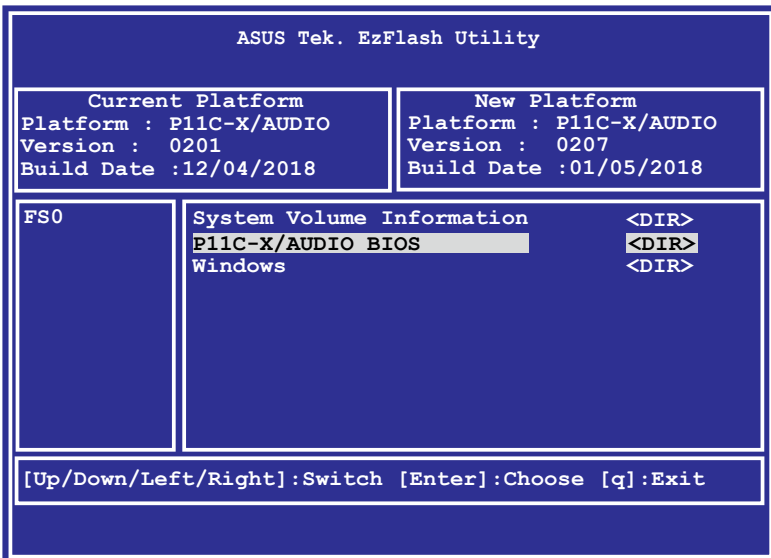 ASUS Tek. EzFlash Utility
Current Platform
Platform : P11C-X/AUDIO
Version : 0201
Build Date :12/04/2018
New Platform
Platform : P11C-X/AUDIO
Version : 0207
Build Date :01/05/2018
FS0
System Volume Information <DIR>
P11C-X/AUDIO BIOS <DIR>
Windows <DIR>
[Up/Down/Left/Right]:Switch [Enter]:Choose [q]:Exit